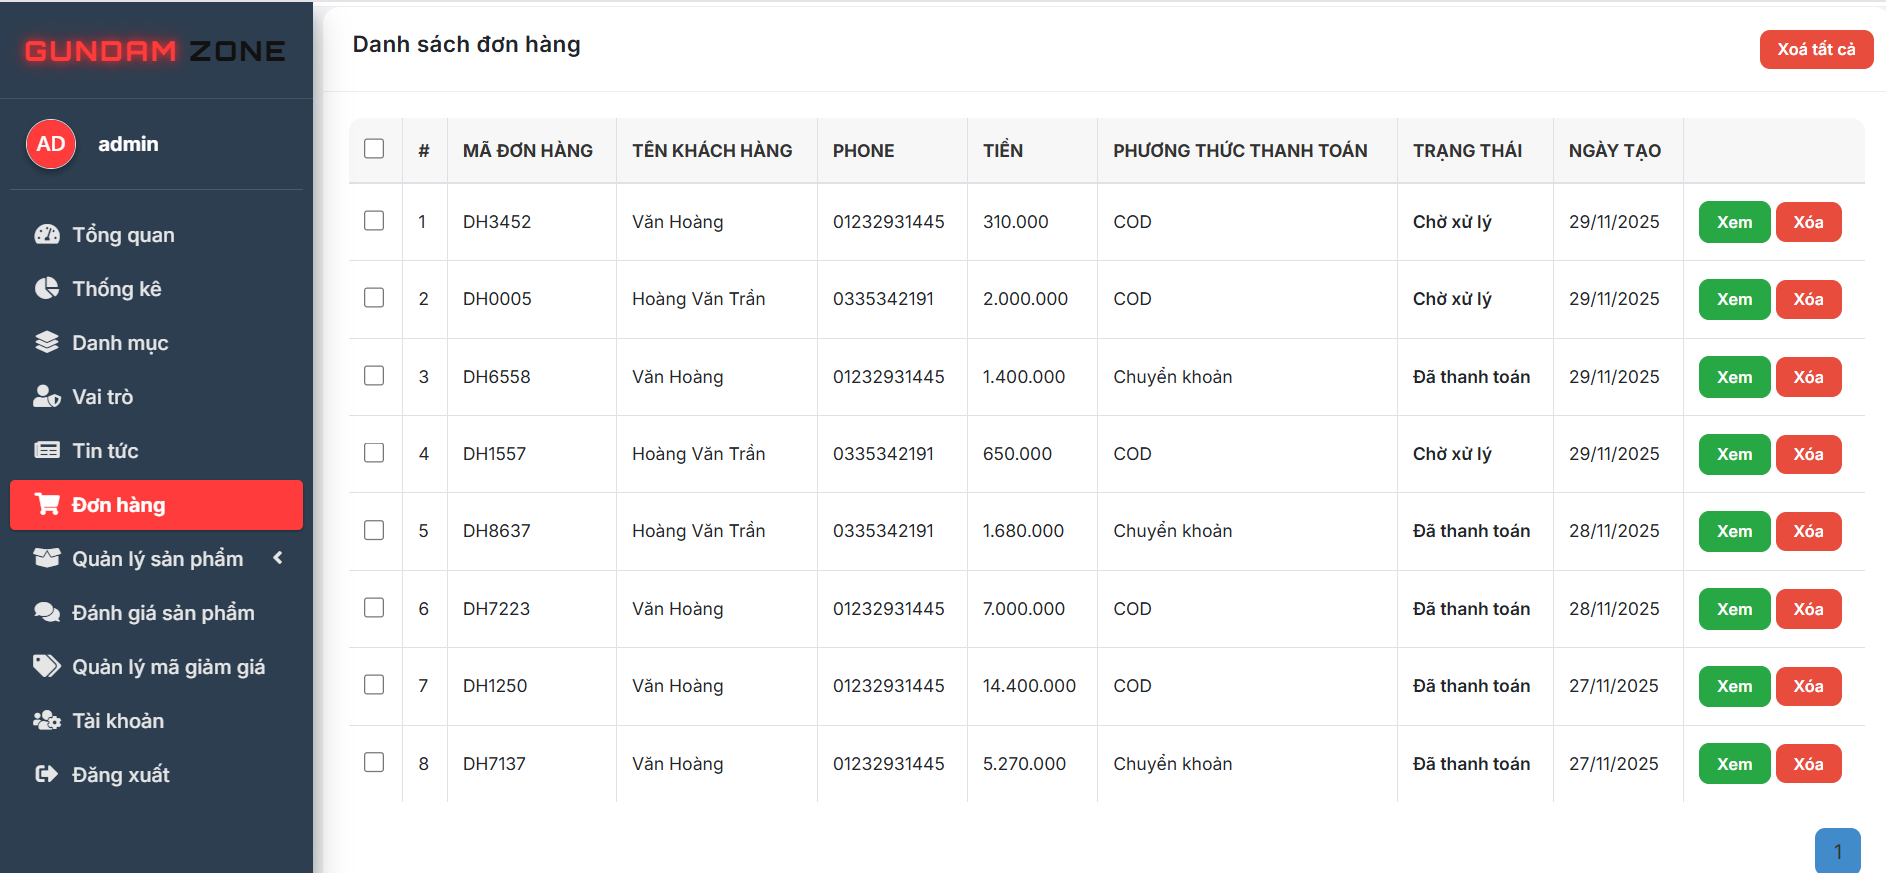 GUNDAM ZONE
AD admin
Tổng quan
Thống kê
Danh mục
Vai trò
Tin tức
Đơn hàng
Quản lý sản phẩm
Đánh giá sản phẩm
Quản lý mã giảm giá
Tài khoản
Đăng xuất
Danh sách đơn hàng
Xoá tất cả
# MÃ ĐƠN HÀNG TÊN KHÁCH HÀNG PHONE TIỀN PHƯƠNG THỨC THANH TOÁN TRẠNG THÁI NGÀY TẠO
1 DH3452 Văn Hoàng 01232931445 310.000 COD Chờ xử lý 29/11/2025 Xem Xóa
2 DH0005 Hoàng Văn Trần 0335342191 2.000.000 COD Chờ xử lý 29/11/2025 Xem Xóa
3 DH6558 Văn Hoàng 01232931445 1.400.000 Chuyển khoản Đã thanh toán 29/11/2025 Xem Xóa
4 DH1557 Hoàng Văn Trần 0335342191 650.000 COD Chờ xử lý 29/11/2025 Xem Xóa
5 DH8637 Hoàng Văn Trần 0335342191 1.680.000 Chuyển khoản Đã thanh toán 28/11/2025 Xem Xóa
6 DH7223 Văn Hoàng 01232931445 7.000.000 COD Đã thanh toán 28/11/2025 Xem Xóa
7 DH1250 Văn Hoàng 01232931445 14.400.000 COD Đã thanh toán 27/11/2025 Xem Xóa
8 DH7137 Văn Hoàng 01232931445 5.270.000 Chuyển khoản Đã thanh toán 27/11/2025 Xem Xóa
1